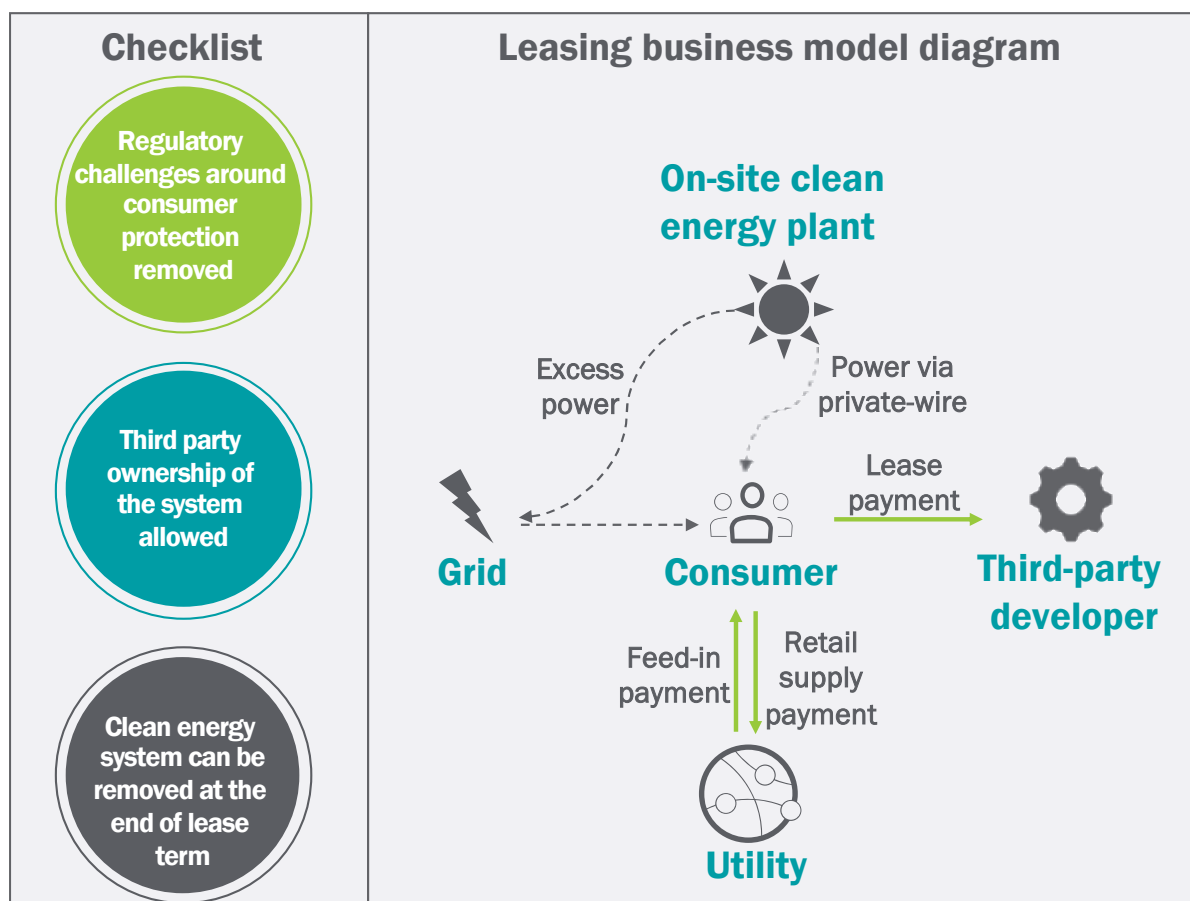 Checklist
Regulatory
challenges around
consumer
protection
removed
Third party
ownership of
the system
allowed
Clean energy
system can be
removed at the
end of lease
term
Leasing business model diagram
On-site clean
energy plant
Excess
power
Power via
private-wire
Lease
payment
Grid
Consumer
Third-party
developer
Feed-in
payment
Retail
supply
payment
Utility